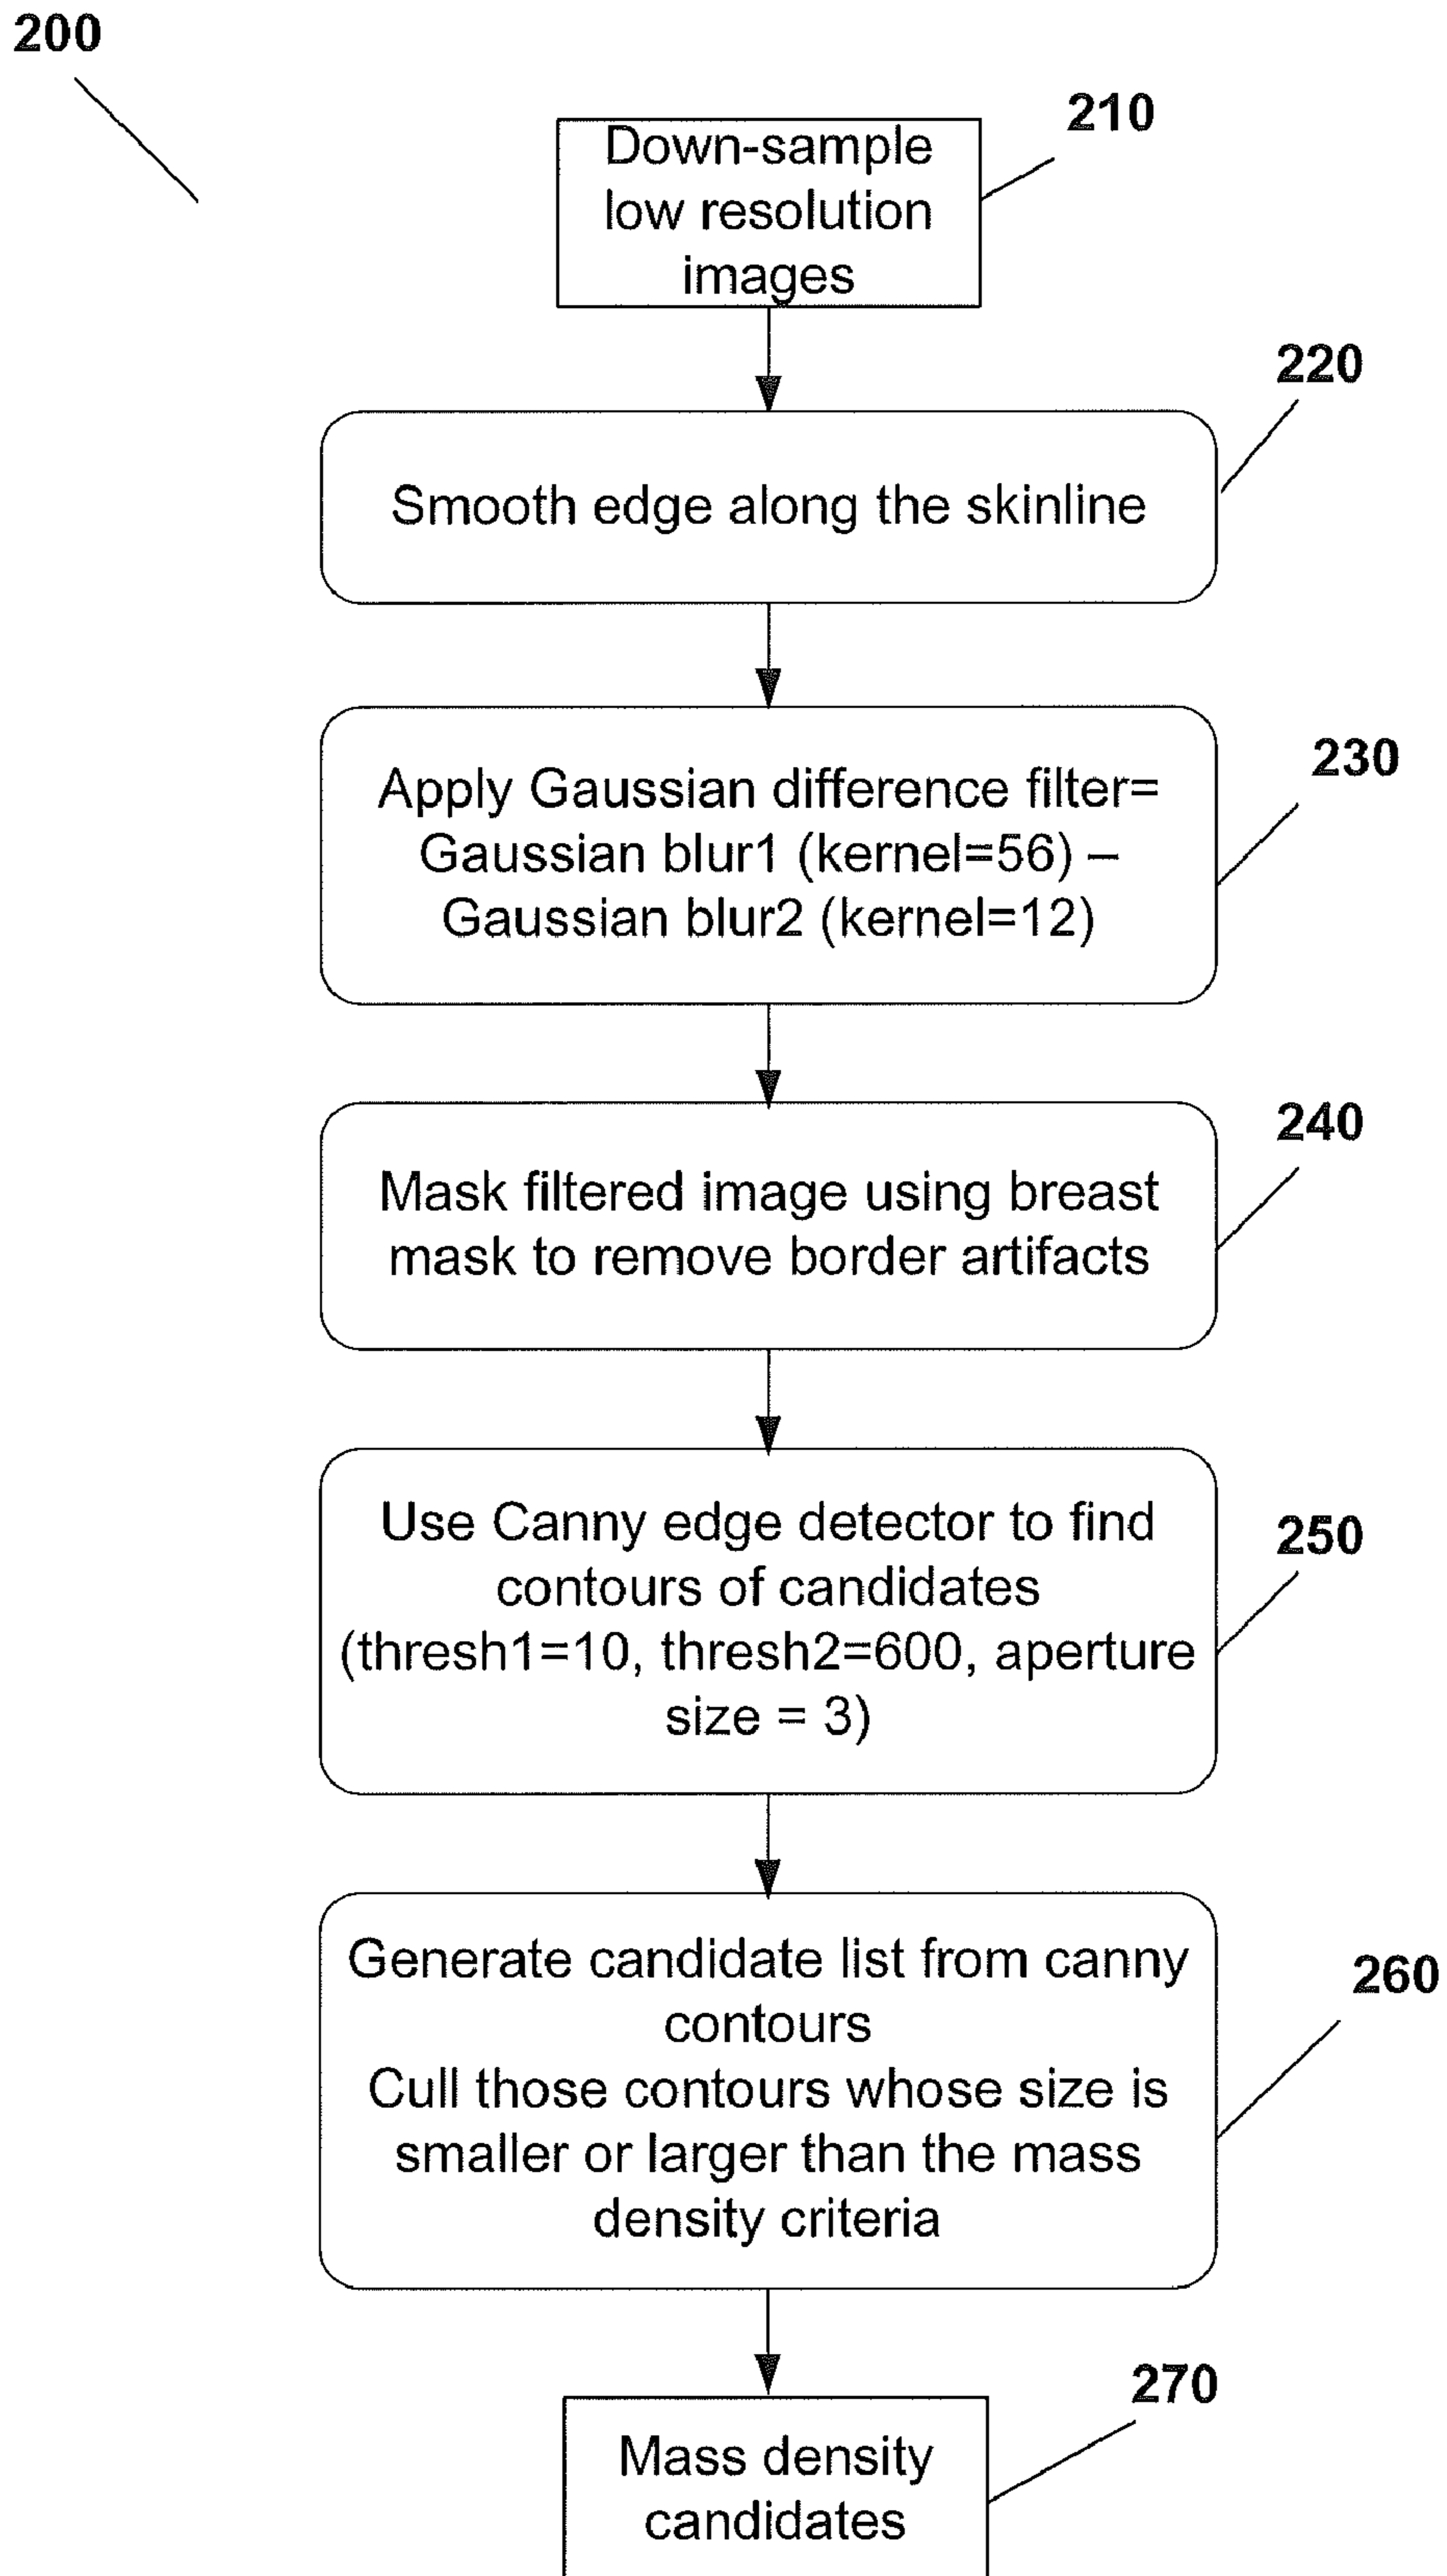 200
210
Down-sample
low resolution
images
220
Smooth edge along the skinline
230
Apply Gaussian difference filter=
Gaussian blur1 (kernel=56) –
Gaussian blur2 (kernel=12)
240
Mask filtered image using breast
mask to remove border artifacts
250
Use Canny edge detector to find
contours of candidates
(thresh1=10, thresh2=600, aperture
size = 3)
260
Generate candidate list from canny
contours
Cull those contours whose size is
smaller or larger than the mass
density criteria
270
Mass density
candidates